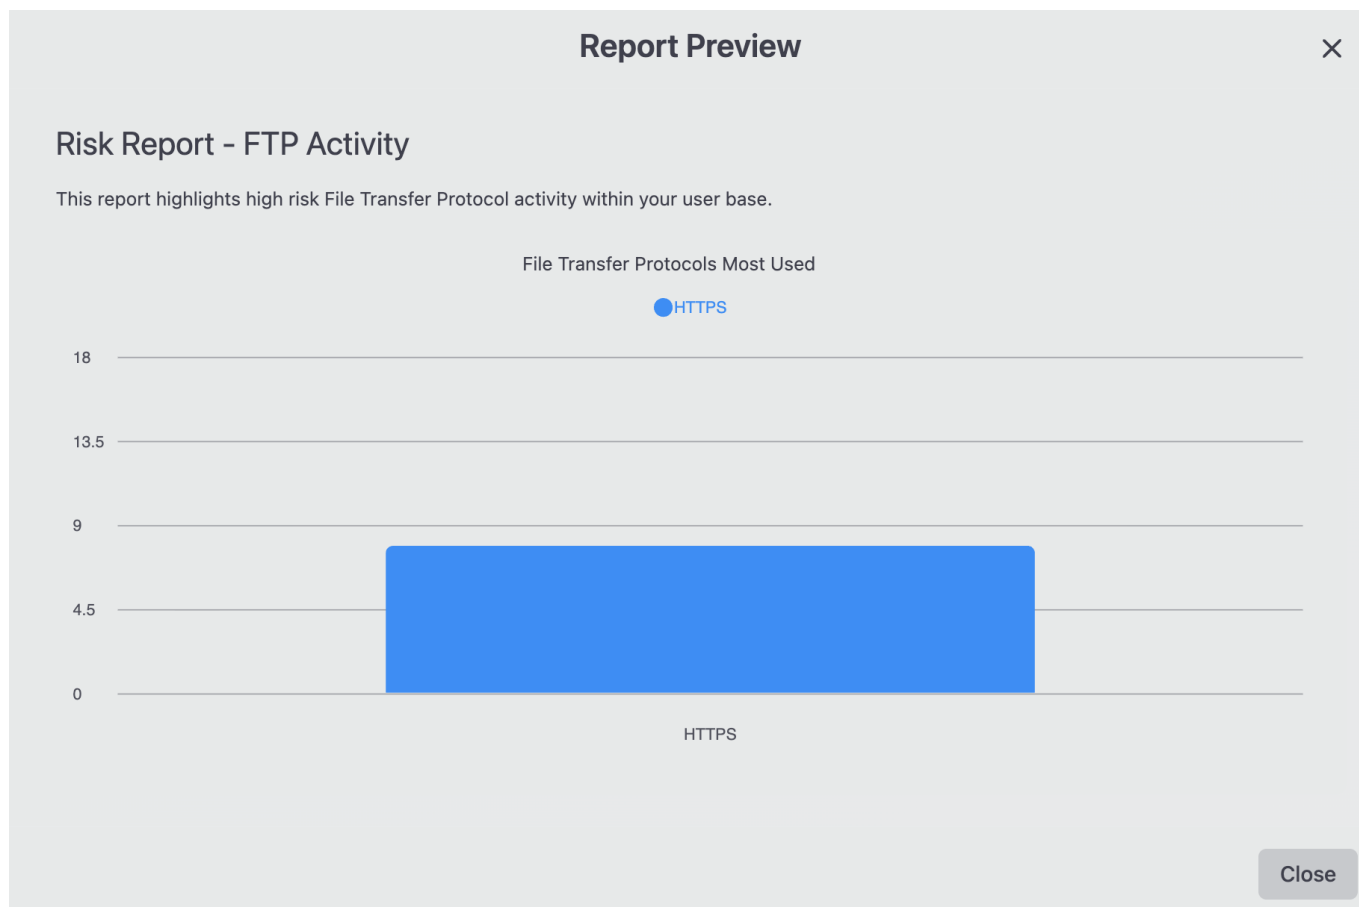 Report Preview
Risk Report - FTP Activity
This report highlights high risk File Transfer Protocol activity within your user base.
File Transfer Protocols Most Used
HTTPS
18
13.5
9
4.5
0
HTTPS
Close